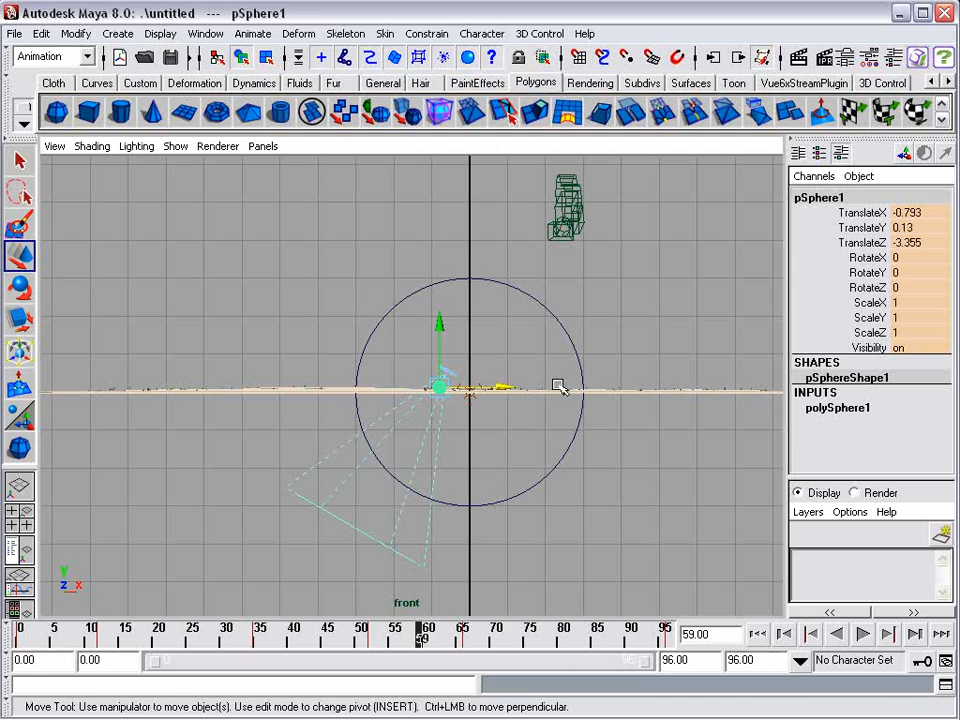 Autodesk Maya 8.0: .\untitled --- pSphere1
File Edit Modify Create Display Window Animate Deform Skeleton Skin Constrain Character 3D Control Help
Animation
Cloth Curves Custom Deformation Dynamics Fluids Fur General Hair PaintEffects Polygons Rendering Subdivs Surfaces Toon Vue6xStreamPlugin 3D Control
View Shading Lighting Show Renderer Panels
Channels Object
pSphere1
TranslateX -0.793
TranslateY 0.13
TranslateZ -3.355
RotateX 0
RotateY 0
RotateZ 0
ScaleX 1
ScaleY 1
ScaleZ 1
Visibility on
SHAPES
pSphereShape1
INPUTS
polySphere1
Display Render
Layers Options Help
y
z x
front
0 5 10 15 20 25 30 35 40 45 50 55 60 65 70 75 80 85 90 95
59
59.00
0.00 0.00 96.00 96.00 No Character Set
Move Tool: Use manipulator to move object(s). Use edit mode to change pivot (INSERT). Ctrl+LMB to move perpendicular.